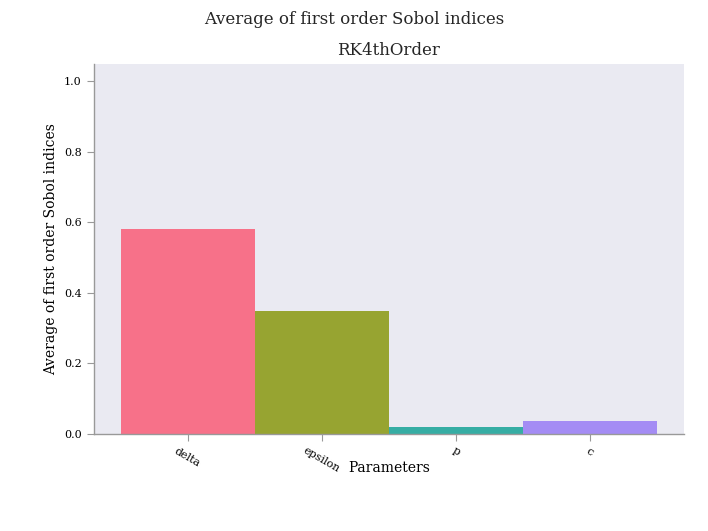 Average of first order Sobol indices
RK4thOrder
1.0
0.8
0.6
0.4
0.2
0.0
Average of first order Sobol indices
delta
epsilon
p
c
Parameters